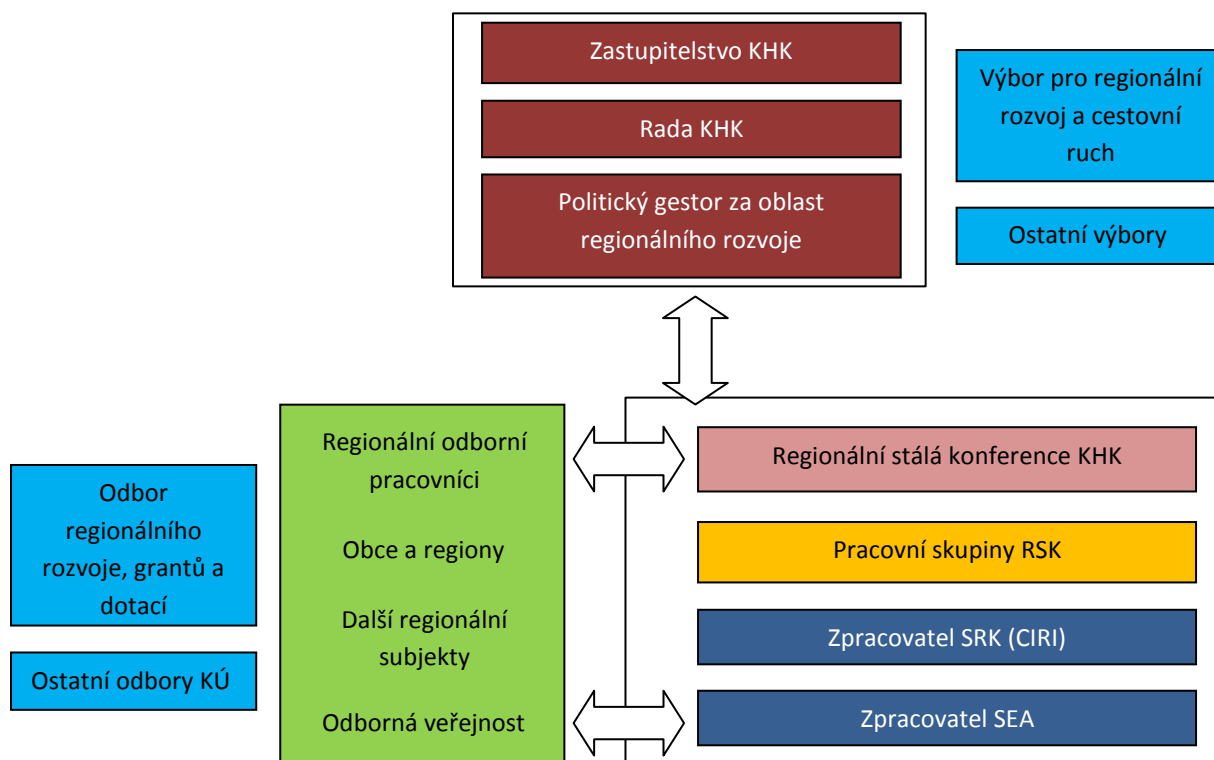 Zastupitelstvo KHK
Rada KHK
Politický gestor za oblast
regionálního rozvoje
Výbor pro regionální
rozvoj a cestovní
ruch
Ostatní výbory
Odbor
regionálního
rozvoje, grantů a
dotací
Ostatní odbory KÚ
Regionální odborní
pracovníci
Obce a regiony
Další regionální
subjekty
Odborná veřejnost
Regionální stálá konference KHK
Pracovní skupiny RSK
Zpracovatel SRK (CIRI)
Zpracovatel SEA